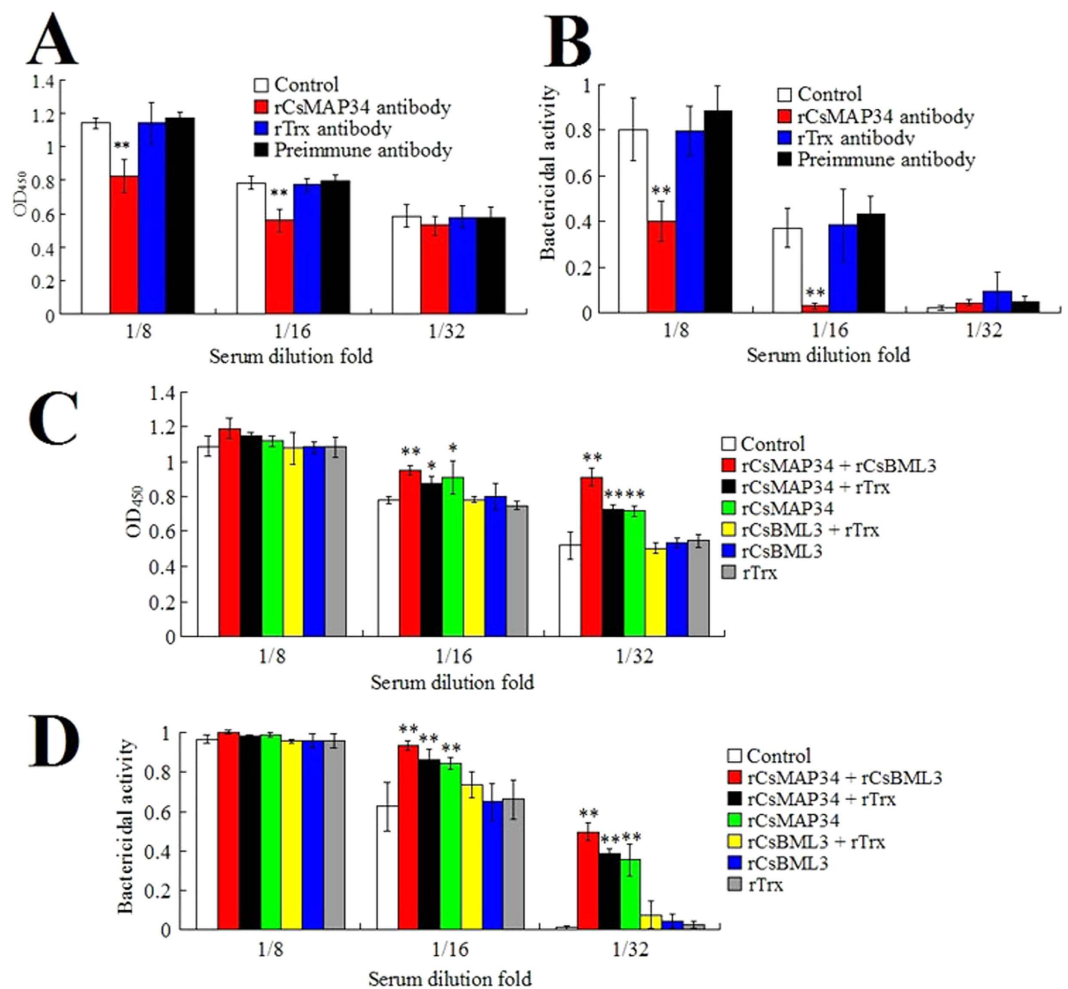 A
1.4
1.2
1
0.8
0.6
0.4
0.2
0
OD450
Control
rCsMAP34 antibody
rTrx antibody
Preimmune antibody
**
**
1/8
1/16
1/32
Serum dilution fold
B
1
0.8
0.6
0.4
0.2
0
Bactericidal activity
Control
rCsMAP34 antibody
rTrx antibody
Preimmune antibody
**
**
1/8
1/16
1/32
Serum dilution fold
C
1.4
1.2
1
0.8
0.6
0.4
0.2
0
OD450
**
*
*
**
**
**
1/8
1/16
1/32
Serum dilution fold
Control
rCsMAP34 + rCsBML3
rCsMAP34 + rTrx
rCsMAP34
rCsBML3 + rTrx
rCsBML3
rTrx
D
1
0.8
0.6
0.4
0.2
0
Bactericidal activity
**
**
**
**
**
**
1/8
1/16
1/32
Serum dilution fold
Control
rCsMAP34 + rCsBML3
rCsMAP34 + rTrx
rCsMAP34
rCsBML3 + rTrx
rCsBML3
rTrx